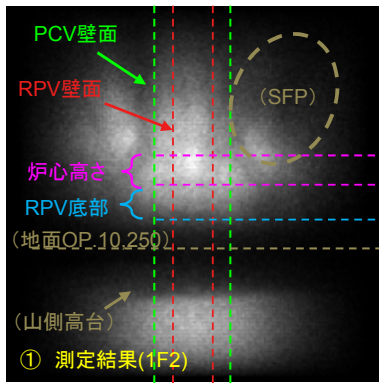 PCV壁面
RPV壁面
（SFP）
炉心高さ
RPV底部
（地面OP.10,250）
（山側高台）
① 測定結果(1F2)